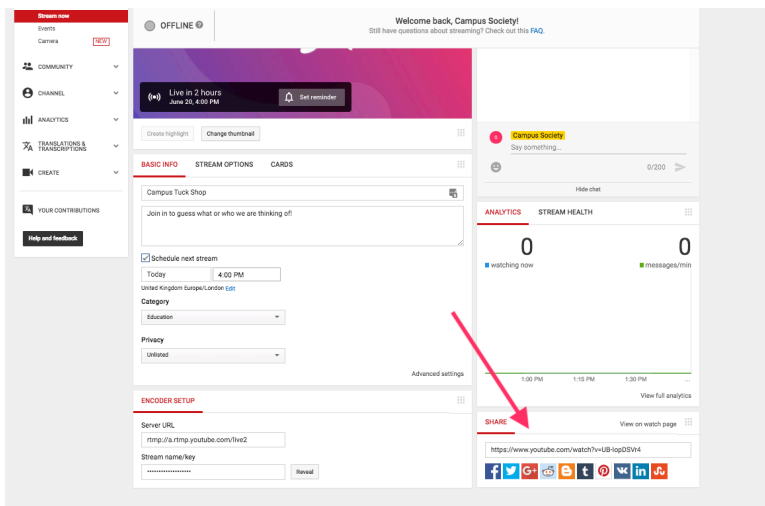 Stream now
Events
Camera NEW
COMMUNITY
CHANNEL
ANALYTICS
TRANSLATIONS &
TRANSCRIPTIONS
CREATE
YOUR CONTRIBUTIONS
Help and feedback
OFFLINE ?
Welcome back, Campus Society!
Still have questions about streaming? Check out this FAQ.
Live in 2 hours
June 20, 4:00 PM
Set reminder
Create highlight
Change thumbnail
BASIC INFO STREAM OPTIONS CARDS
Campus Tuck Shop
Join in to guess what or who we are thinking of!
Schedule next stream
Today 4:00 PM
United Kingdom Europe/London Edit
Category
Education
Privacy
Unlisted
Advanced settings
ENCODER SETUP
Server URL
rtmp://a.rtmp.youtube.com/live2
Stream name/key
••••••••••••••••••• Reveal
Campus Society
Say something...
0/200
Hide chat
ANALYTICS STREAM HEALTH
0 0
watching now messages/min
1:00 PM 1:15 PM 1:30 PM ...
View full analytics
SHARE View on watch page
https://www.youtube.com/watch?v=UB-lopDSVr4